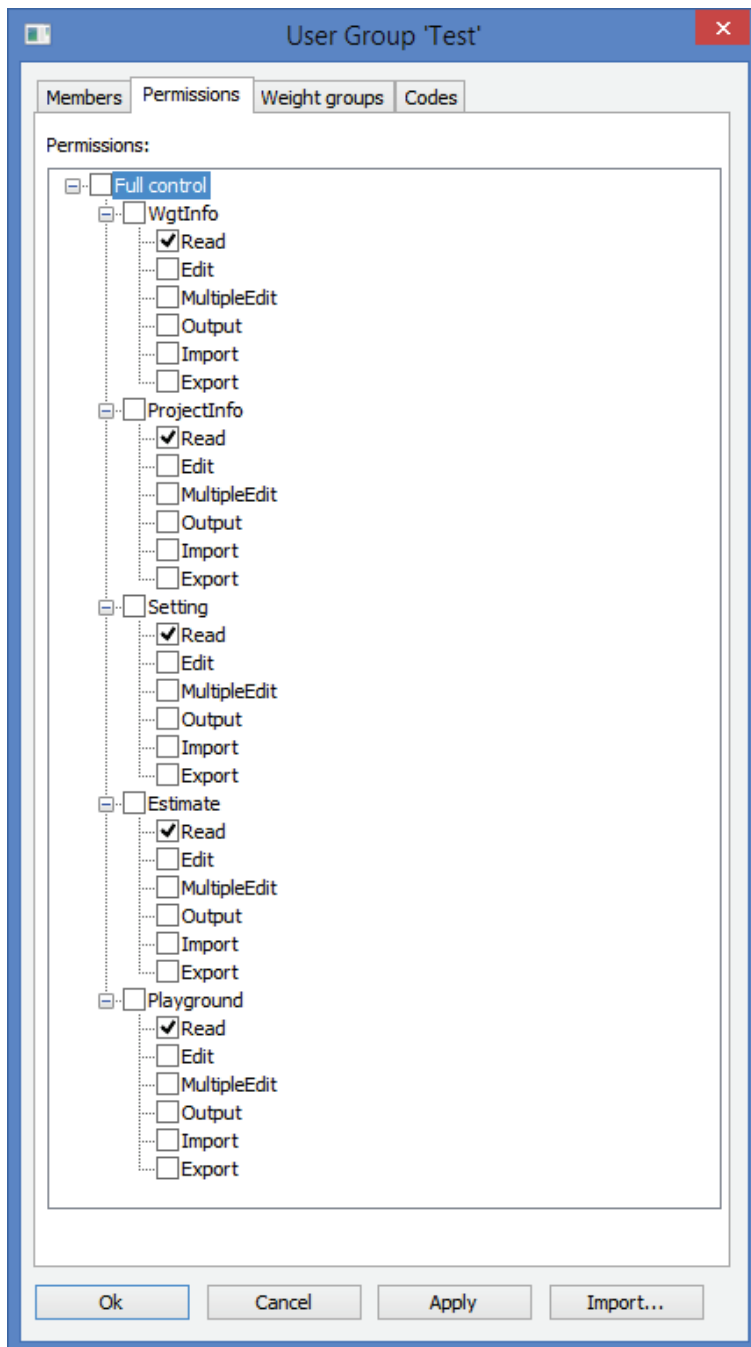 User Group 'Test'
Members Permissions Weight groups Codes
Permissions:
Full control
WgtInfo
Read
Edit
MultipleEdit
Output
Import
Export
ProjectInfo
Read
Edit
MultipleEdit
Output
Import
Export
Setting
Read
Edit
MultipleEdit
Output
Import
Export
Estimate
Read
Edit
MultipleEdit
Output
Import
Export
Playground
Read
Edit
MultipleEdit
Output
Import
Export
Ok Cancel Apply Import...